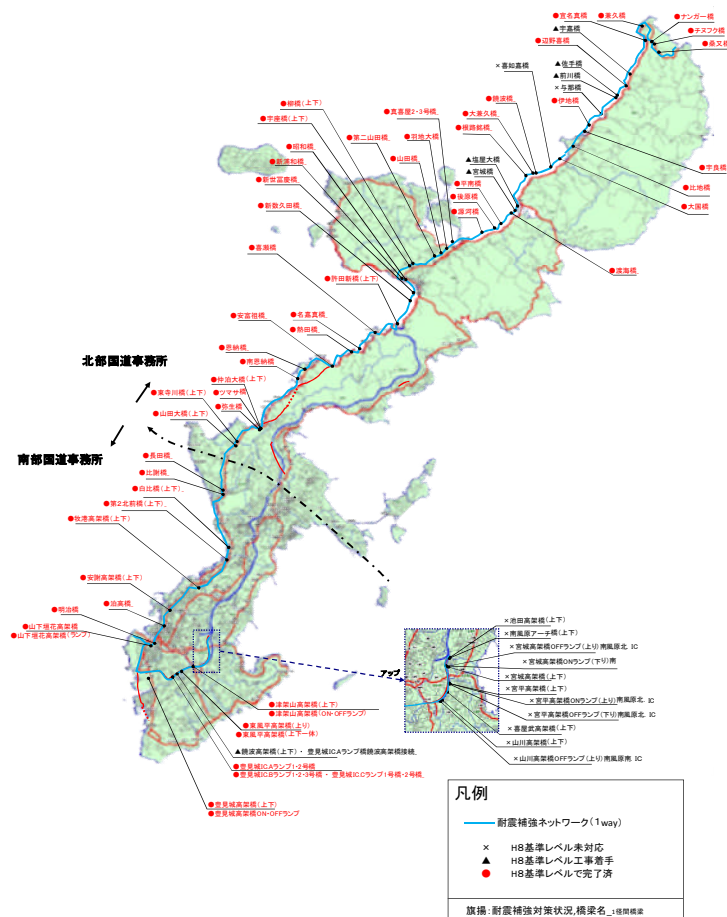 ●宜名真橋
●兼久橋
●ナンガー橋
▲宇嘉橋
●チヌフク橋
●辺野喜橋
●桑又橋
▲佐手橋
×喜如嘉橋
▲前川橋
×与那橋
●柳橋(上下)
●真喜屋2・3号橋
●饒波橋
●伊地橋
●宇座橋(上下)
●大兼久橋
●昭和橋
●第二山田橋
●羽地大橋
●根路銘橋
●山田橋
▲塩屋大橋
●宇良橋
▲宮城橋
●平南橋
●比地橋
●後原橋
●大国橋
●新数久田橋
●源河橋
●喜瀬橋
●渡海橋
●許田新橋(上下)
●安富祖橋
●名嘉真橋
●熱田橋
●恩納橋
●南恩納橋
北部国道事務所
●仲泊大橋(上下)
●東寺川橋(上下)
●ツマサ橋
●山田大橋(上下)
●弥生橋
南部国道事務所
●長田橋
●比謝橋
●白比橋(上下)
●第2北前橋(上下)
●牧港高架橋(上下)
●安謝高架橋(上下)
●明治橋
●泊高橋
●山下垣花高架橋
●山下垣花高架橋(ランプ)
アップ
×池田高架橋(上下)
×南風原アーチ橋(上下)
×宮城高架橋OFFランプ(上り)南風原北. IC
×宮城高架橋ONランプ(下り)南
×宮城高架橋(上下)
×宮平高架橋(上下)
×宮平高架橋ONランプ(上り)南風原北. IC
×宮平高架橋OFFランプ(下り)南風原北. IC
×喜屋武高架橋(上下)
×山川高架橋(上下)
×山川高架橋OFFランプ(上り)南風原南. IC
●津嘉山高架橋(上下)
●津嘉山高架橋(ON・OFFランプ)
●東風平高架橋(上り)
●東風平高架橋(上下一体)
▲饒波高架橋(上下)・ 豊見城ICAランプ橋饒波高架橋接続
●豊見城ICAランプ1・2号橋
●豊見城ICBランプ1・2・3号橋 ・ 豊見城ICCランプ1号橋・2号橋
●豊見城高架橋(上下)
●豊見城高架橋ON・OFFランプ
凡例
耐震補強ネットワーク(1way)
× H8基準レベル未対応
▲ H8基準レベル工事着手
● H8基準レベルで完了済
旗揚:耐震補強対策状況,橋梁名_1径間橋梁